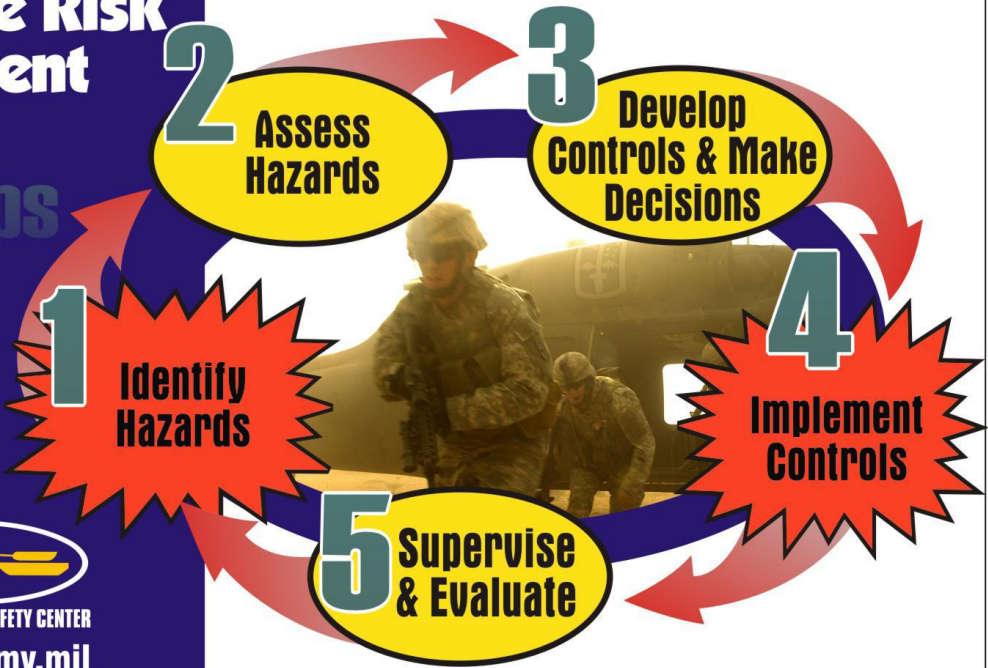 e Risk
ent
ps
1
Identify
Hazards
2
Assess
Hazards
3
Develop
Controls & Make
Decisions
4
Implement
Controls
5
Supervise
& Evaluate
FETY CENTER
my.mil